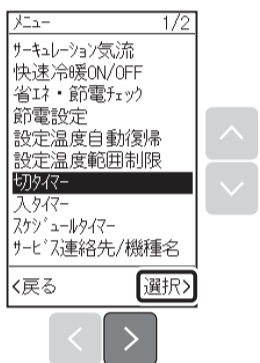 メニュー 1/2
サーキュレーション気流
快速冷暖ON/OFF
省エネ・節電チェック
節電設定
設定温度自動復帰
設定温度範囲制限
切タイマー
入タイマー
スケジュールタイマー
サービス連絡先/機種名
<戻る 選択>